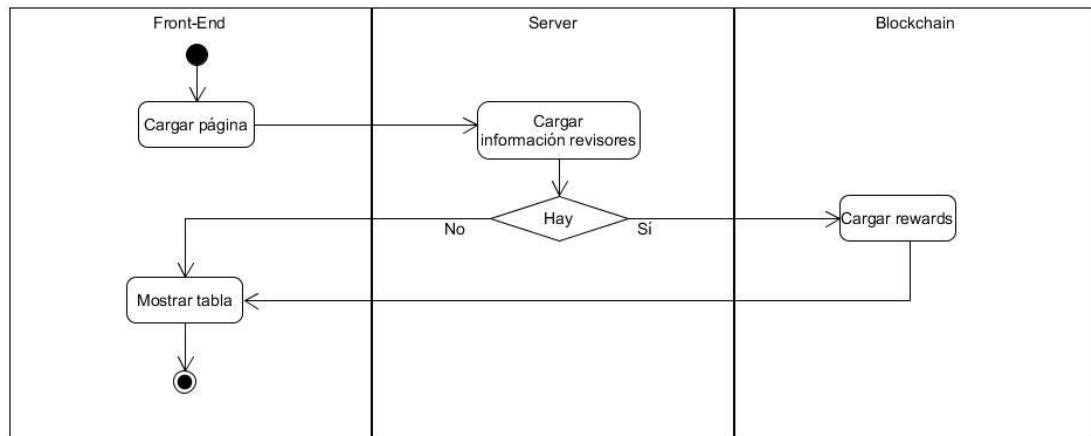 Front-End
Server
Blockchain
Cargar página
Cargar
información revisores
Hay
No
Sí
Cargar rewards
Mostrar tabla